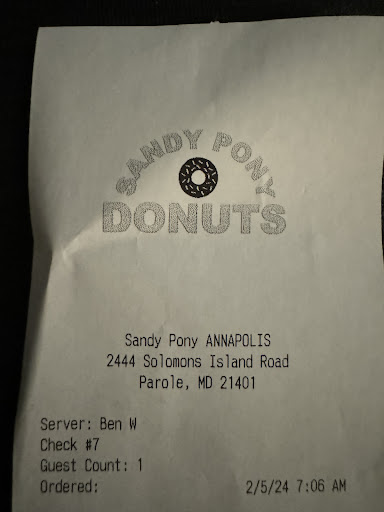 SANDY PONY
DONUTS
Sandy Pony ANNAPOLIS
2444 Solomons Island Road
Parole, MD 21401
Server: Ben W
Check #7
Guest Count: 1
Ordered: 2/5/24 7:06 AM